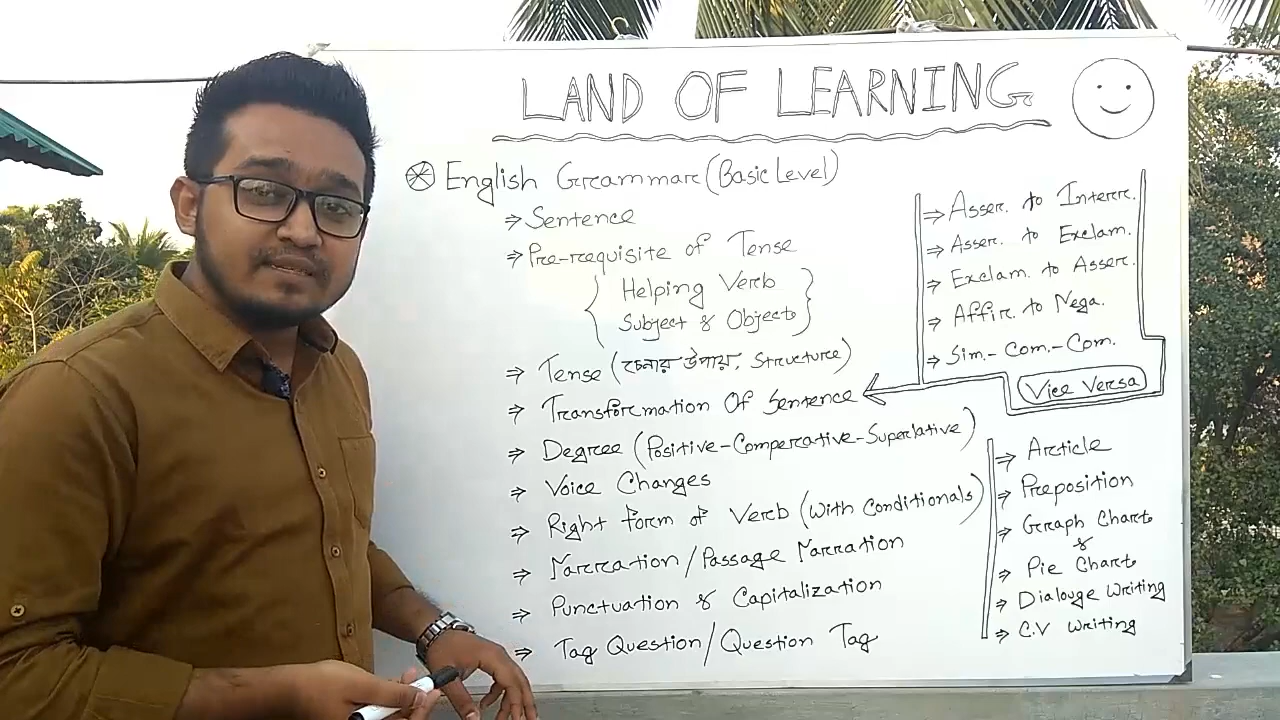 LAND OF LEARNING
English Grammar (Basic Level)
⇒ Sentence
⇒ Pre-requisite of Tense
{ Helping Verb
Subject & Objects }
⇒ Tense (চেনার উপায়, Structure)
⇒ Transformation Of Sentence
⇒ Degree (Positive-Comperative-Superlative)
⇒ Voice Changes
⇒ Right form of Verb (With Conditionals)
⇒ Narration/Passage Narration
⇒ Punctuation & Capitalization
⇒ Tag Question/Question Tag
⇒ Asser. to Interr.
⇒ Asser. to Exclam.
⇒ Exclam. to Asser.
⇒ Affir. to Nega.
⇒ Sim.-Com.-Com.
Vice Versa
⇒ Article
⇒ Preposition
⇒ Graph Chart
&
⇒ Pie Chart
⇒ Dialouge Writing
⇒ C.V Writing